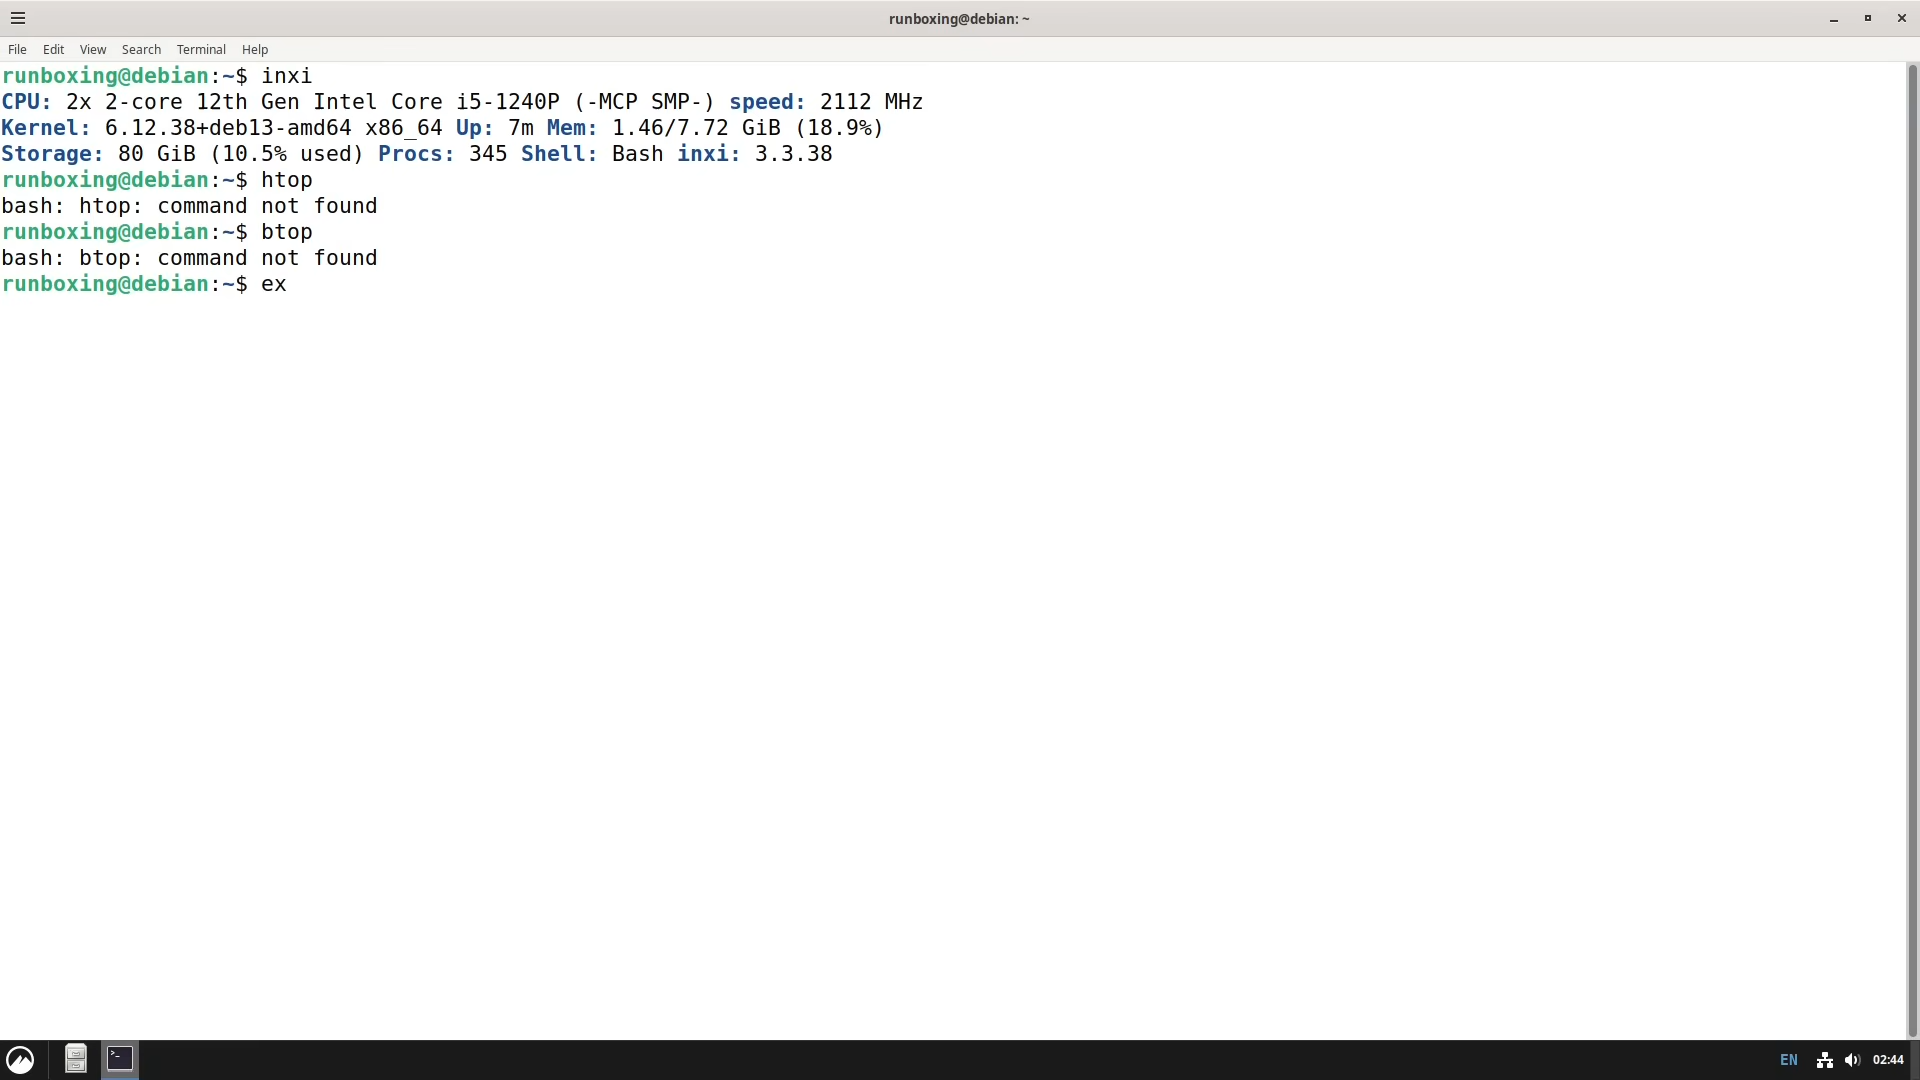 runboxing@debian: ~
File Edit View Search Terminal Help
runboxing@debian:~$ inxi
CPU: 2x 2-core 12th Gen Intel Core i5-1240P (-MCP SMP-) speed: 2112 MHz
Kernel: 6.12.38+deb13-amd64 x86_64 Up: 7m Mem: 1.46/7.72 GiB (18.9%)
Storage: 80 GiB (10.5% used) Procs: 345 Shell: Bash inxi: 3.3.38
runboxing@debian:~$ htop
bash: htop: command not found
runboxing@debian:~$ btop
bash: btop: command not found
runboxing@debian:~$ ex
EN 02:44